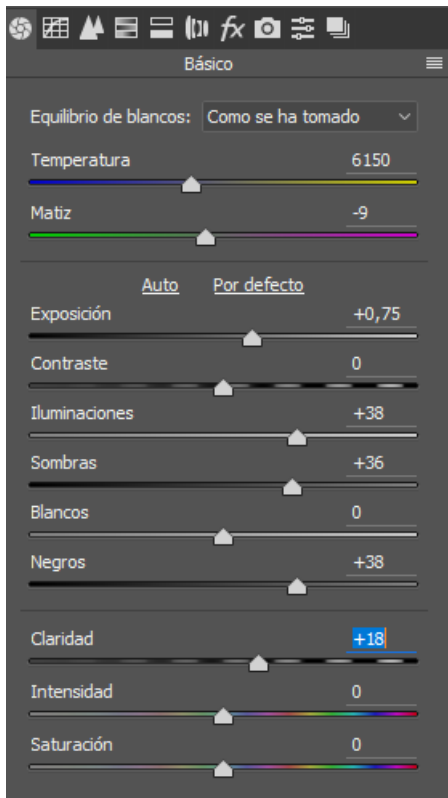 fx
Básico
Equilibrio de blancos: Como se ha tomado
Temperatura 6150
Matiz -9
Auto Por defecto
Exposición +0,75
Contraste 0
Iluminaciones +38
Sombras +36
Blancos 0
Negros +38
Claridad +18
Intensidad 0
Saturación 0